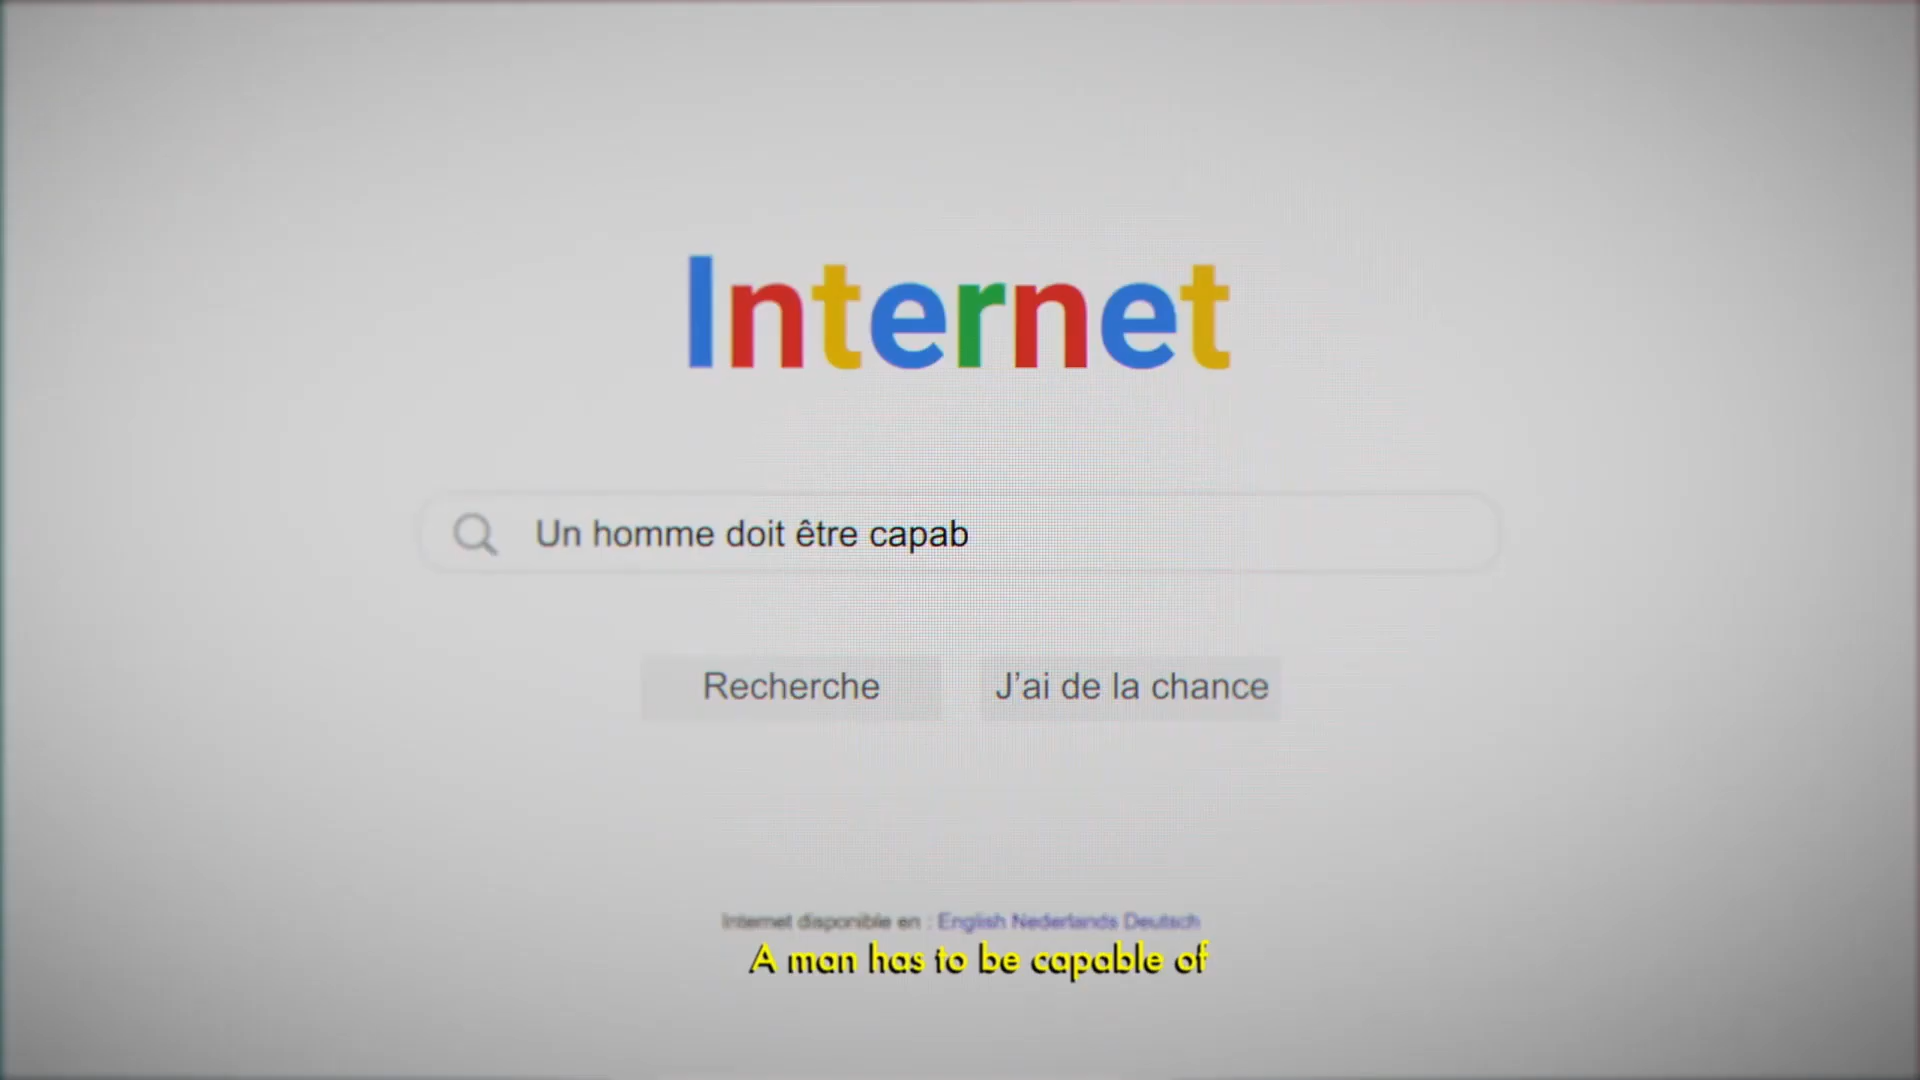 Internet
Un homme doit être capab
Recherche
J’ai de la chance
Internet disponible en : English Nederlands Deutsch
A man has to be capable of